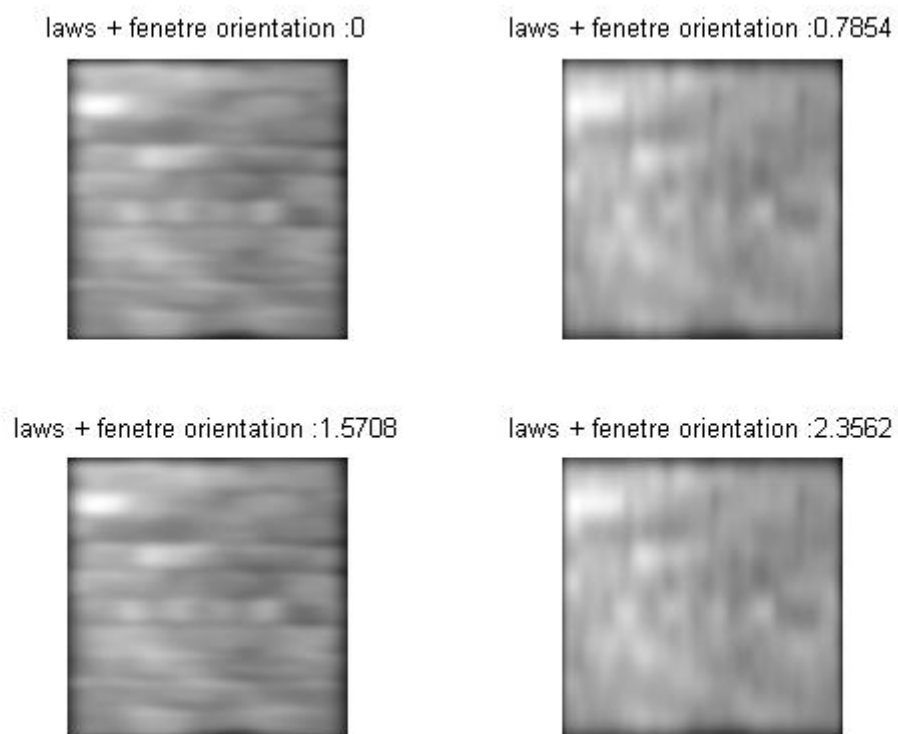 laws + fenetre orientation :0
laws + fenetre orientation :0.7854
laws + fenetre orientation :1.5708
laws + fenetre orientation :2.3562